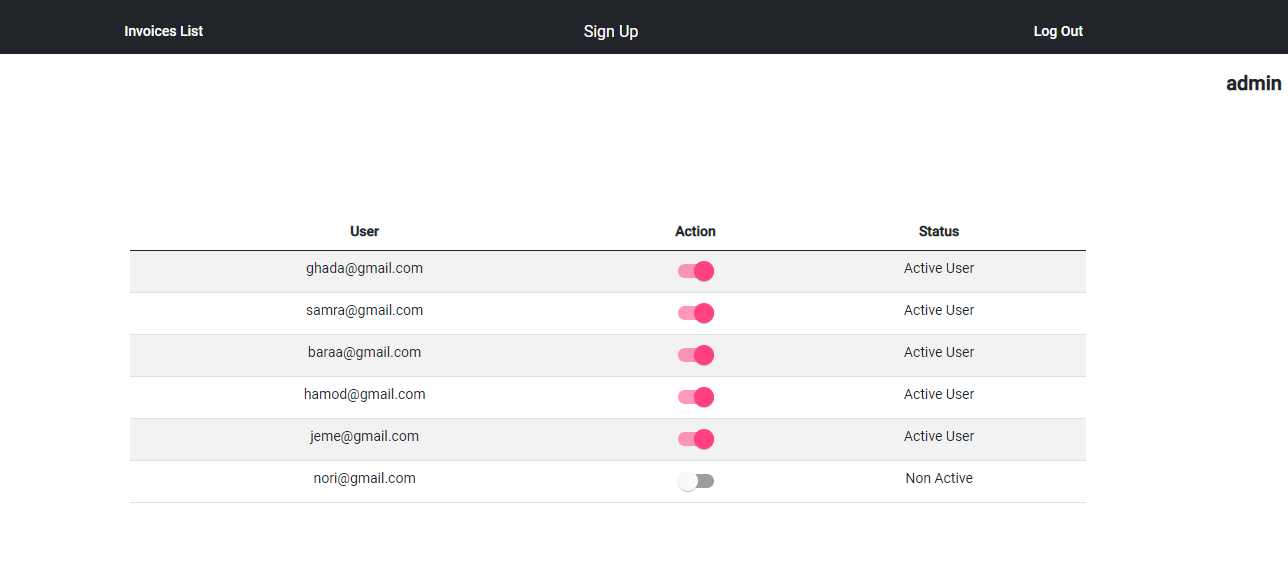 Invoices List Sign Up Log Out
admin
User Action Status
ghada@gmail.com Active User
samra@gmail.com Active User
baraa@gmail.com Active User
hamod@gmail.com Active User
jeme@gmail.com Active User
nori@gmail.com Non Active